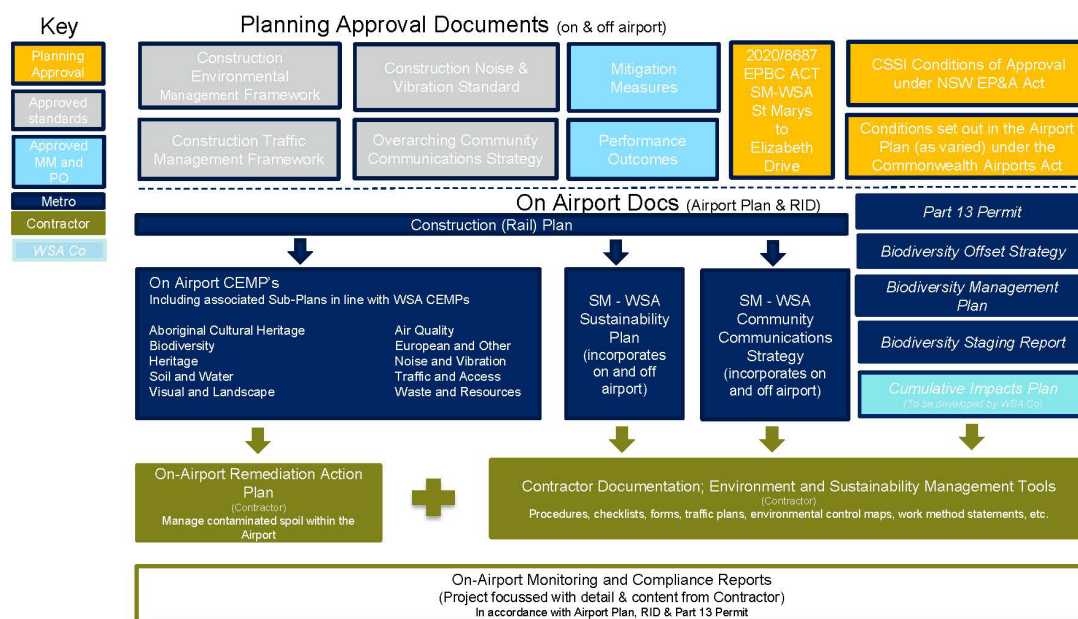 Key
Planning
Approval
Approved
standards
Approved
MM and
PO
Metro
Contractor
WSA Co
Planning Approval Documents (on & off airport)
Construction
Environmental
Management Framework
Construction Noise &
Vibration Standard
Mitigation
Measures
2020/8687
EPBC ACT
SM-WSA
St Marys
to
Elizabeth
Drive
CSSI Conditions of Approval
under NSW EP&A Act
Construction Traffic
Management Framework
Overarching Community
Communications Strategy
Performance
Outcomes
Conditions set out in the Airport
Plan (as varied) under the
Commonwealth Airports Act
On Airport Docs (Airport Plan & RID)
Construction (Rail) Plan
Part 13 Permit
Biodiversity Offset Strategy
Biodiversity Management
Plan
Biodiversity Staging Report
Cumulative Impacts Plan
(To be developed by WSA Co)
On Airport CEMP's
Including associated Sub-Plans in line with WSA CEMPs
Aboriginal Cultural Heritage
Biodiversity
Heritage
Soil and Water
Visual and Landscape
Air Quality
European and Other
Noise and Vibration
Traffic and Access
Waste and Resources
SM - WSA
Sustainability
Plan
(incorporates
on and off
airport)
SM - WSA
Community
Communications
Strategy
(incorporates on
and off airport)
On-Airport Remediation Action
Plan
(Contractor)
Manage contaminated spoil within the
Airport
Contractor Documentation; Environment and Sustainability Management Tools
(Contractor)
Procedures, checklists, forms, traffic plans, environmental control maps, work method statements, etc.
On-Airport Monitoring and Compliance Reports
(Project focussed with detail & content from Contractor)
In accordance with Airport Plan, RID & Part 13 Permit